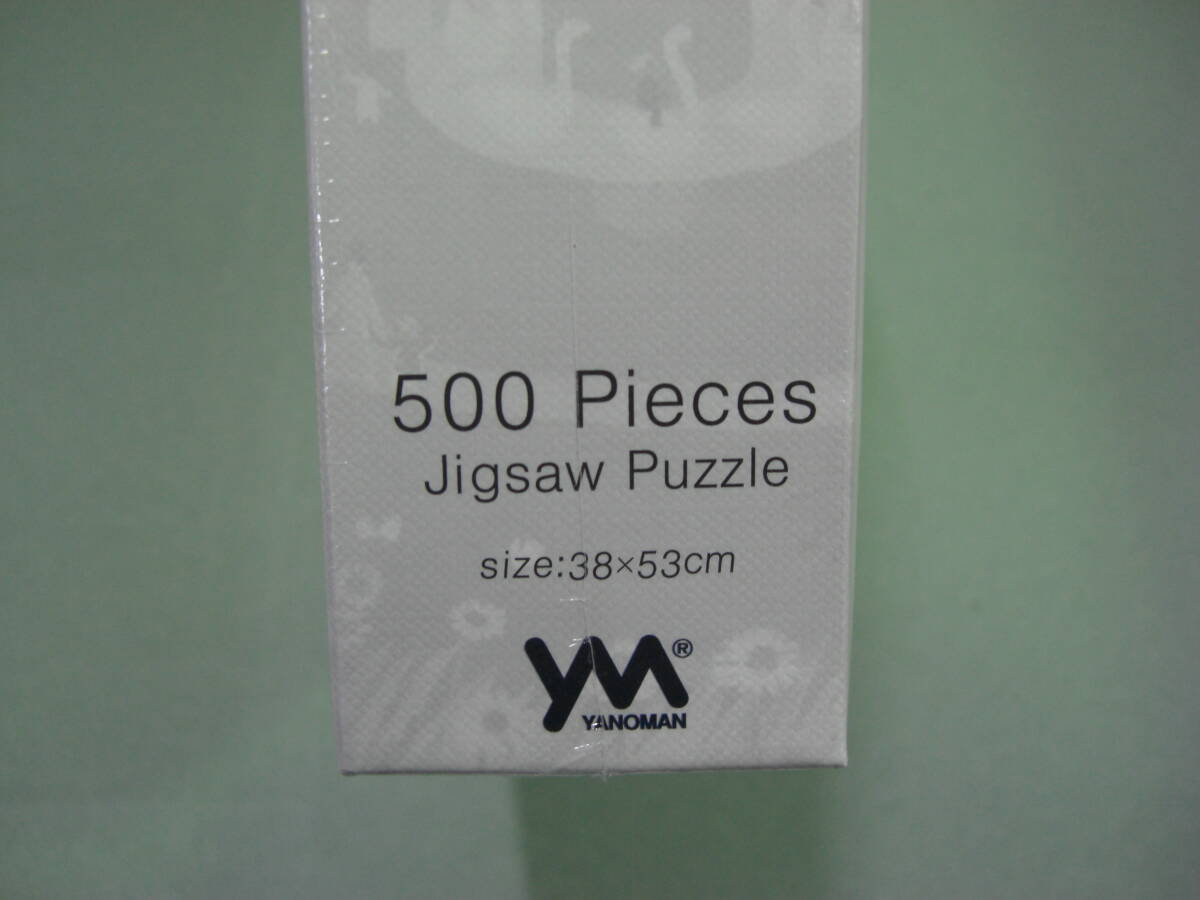 500 Pieces
Jigsaw Puzzle
size:38×53cm
YM®
YANOMAN